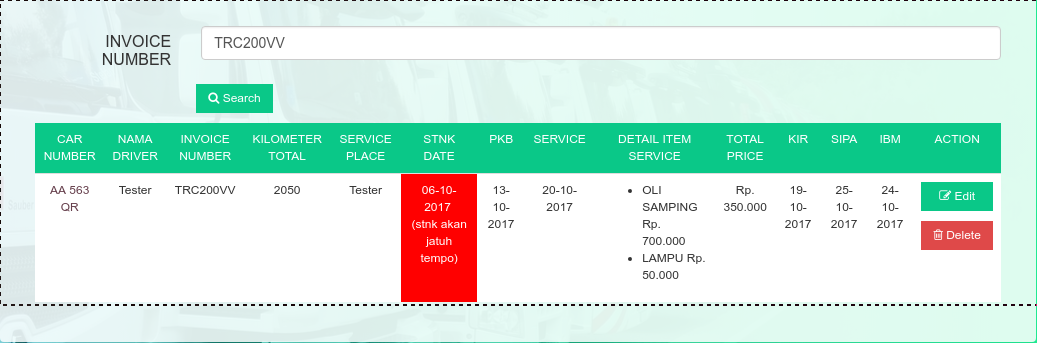 INVOICE
NUMBER
TRC200VV
Search
CAR NUMBER NAMA DRIVER INVOICE NUMBER KILOMETER TOTAL SERVICE PLACE STNK DATE PKB SERVICE DETAIL ITEM SERVICE TOTAL PRICE KIR SIPA IBM ACTION
AA 563 QR
Tester
TRC200VV
2050
Tester
06-10-
2017
(stnk akan
jatuh
tempo)
13-
10-
2017
20-10-
2017
• OLI
SAMPING
Rp.
700.000
• LAMPU Rp.
50.000
Rp.
350.000
19-
10-
2017
25-
10-
2017
24-
10-
2017
Edit
Delete